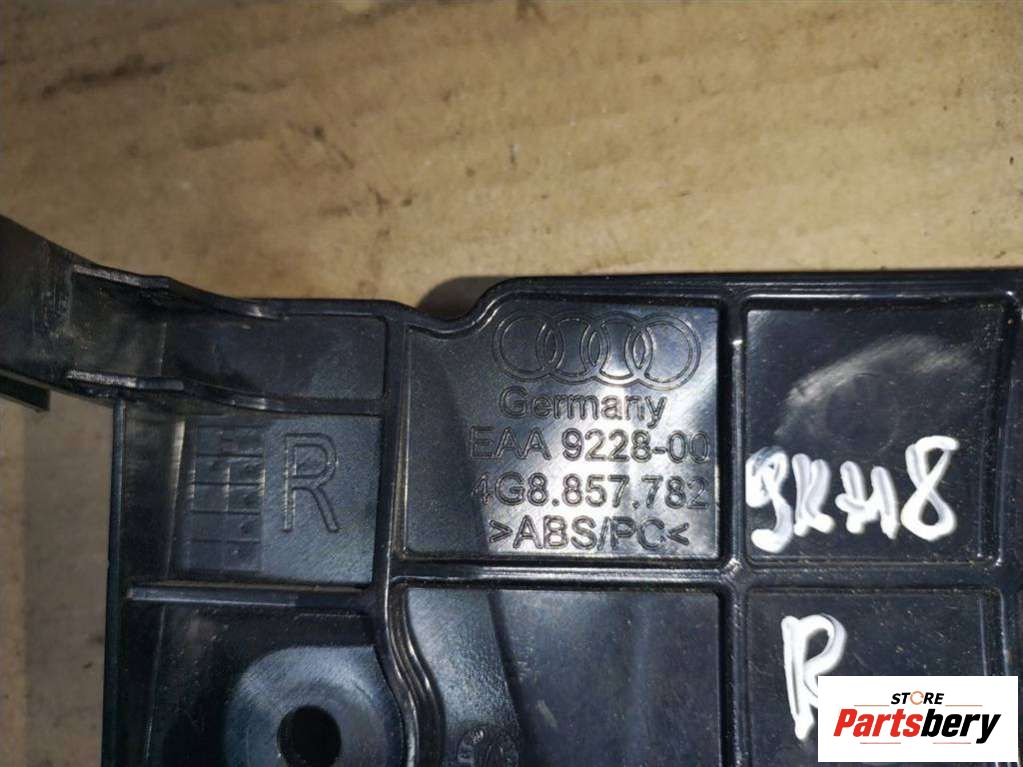 Germany
EAA 9228-00
4G8.857.782
>ABS/PC<
R
R
STORE
Partsbery